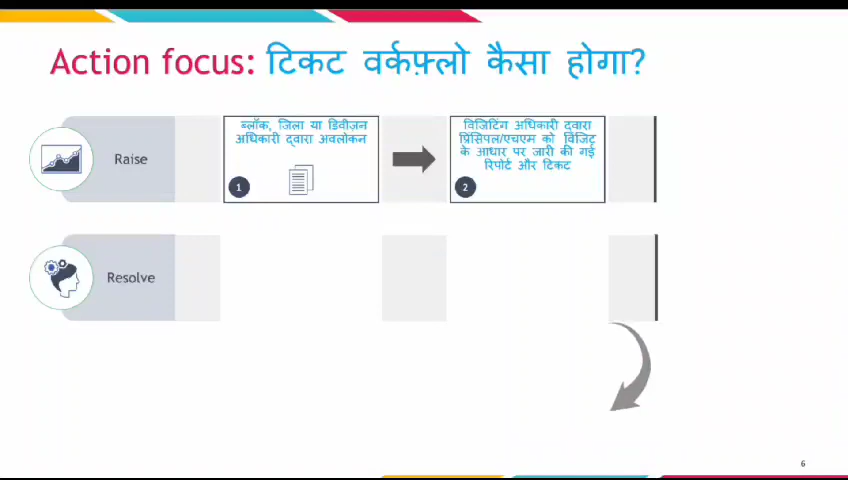 Action focus: टिकट वर्कफ़्लो कैसा होगा?
Raise
ब्लॉक, जिला या डिवीज़न
अधिकारी द्वारा अवलोकन
1
विजिटिंग अधिकारी द्वारा
प्रिंसिपल/एचएम को विजिट
के आधार पर जारी की गई
रिपोर्ट और टिकट
2
Resolve
6